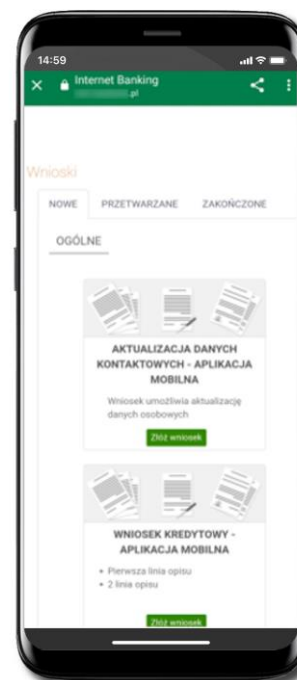 14:59
Internet Banking
.pl
Wnioski
NOWE PRZETWARZANE ZAKOŃCZONE
OGÓLNE
AKTUALIZACJA DANYCH
KONTAKTOWYCH - APLIKACJA
MOBILNA
Wniosek umożliwia aktualizację
danych osobowych
Złóż wniosek
WNIOSEK KREDYTOWY -
APLIKACJA MOBILNA
• Pierwsza linia opisu
• 2 linia opisu
Złóż wniosek